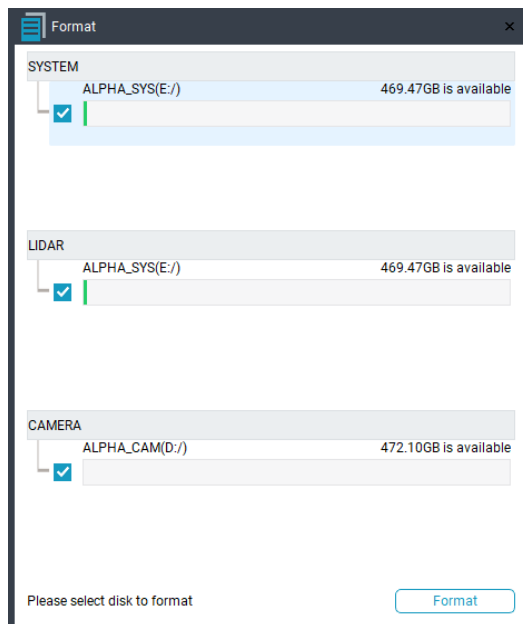 Format
×
SYSTEM
ALPHA_SYS(E:/) 469.47GB is available
LIDAR
ALPHA_SYS(E:/) 469.47GB is available
CAMERA
ALPHA_CAM(D:/) 472.10GB is available
Please select disk to format Format